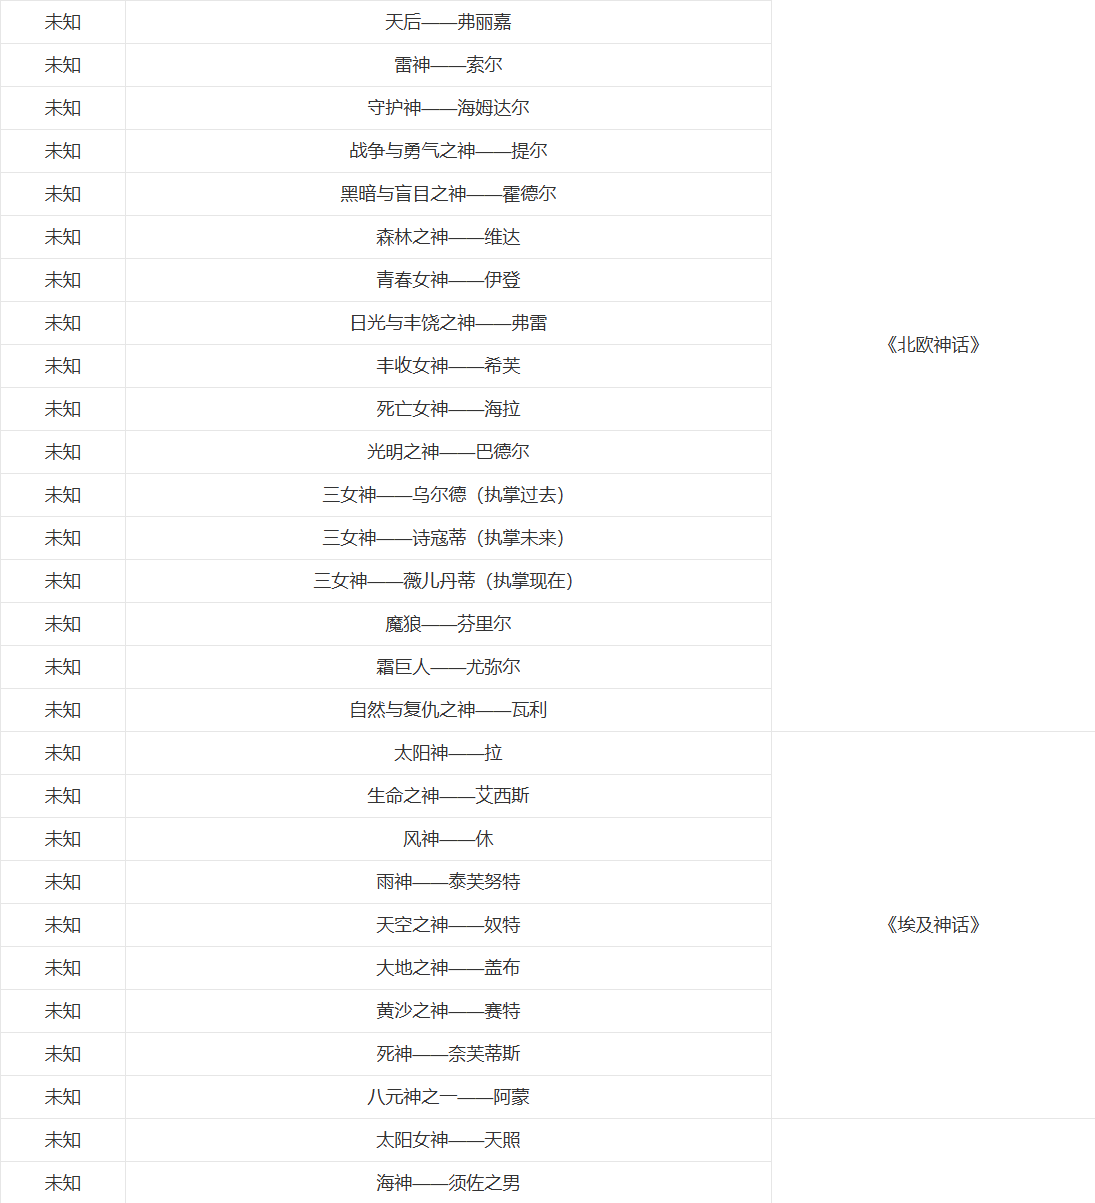 未知 天后——弗丽嘉
未知 雷神——索尔
未知 守护神——海姆达尔
未知 战争与勇气之神——提尔
未知 黑暗与盲目之神——霍德尔
未知 森林之神——维达
未知 青春女神——伊登
未知 日光与丰饶之神——弗雷
《北欧神话》
未知 丰收女神——希芙
未知 死亡女神——海拉
未知 光明之神——巴德尔
未知 三女神——乌尔德（执掌过去）
未知 三女神——诗寇蒂（执掌未来）
未知 三女神——薇儿丹蒂（执掌现在）
未知 魔狼——芬里尔
未知 霜巨人——尤弥尔
未知 自然与复仇之神——瓦利
未知 太阳神——拉
未知 生命之神——艾西斯
未知 风神——休
未知 雨神——泰芙努特
未知 天空之神——奴特 《埃及神话》
未知 大地之神——盖布
未知 黄沙之神——赛特
未知 死神——奈芙蒂斯
未知 八元神之一——阿蒙
未知 太阳女神——天照
未知 海神——须佐之男